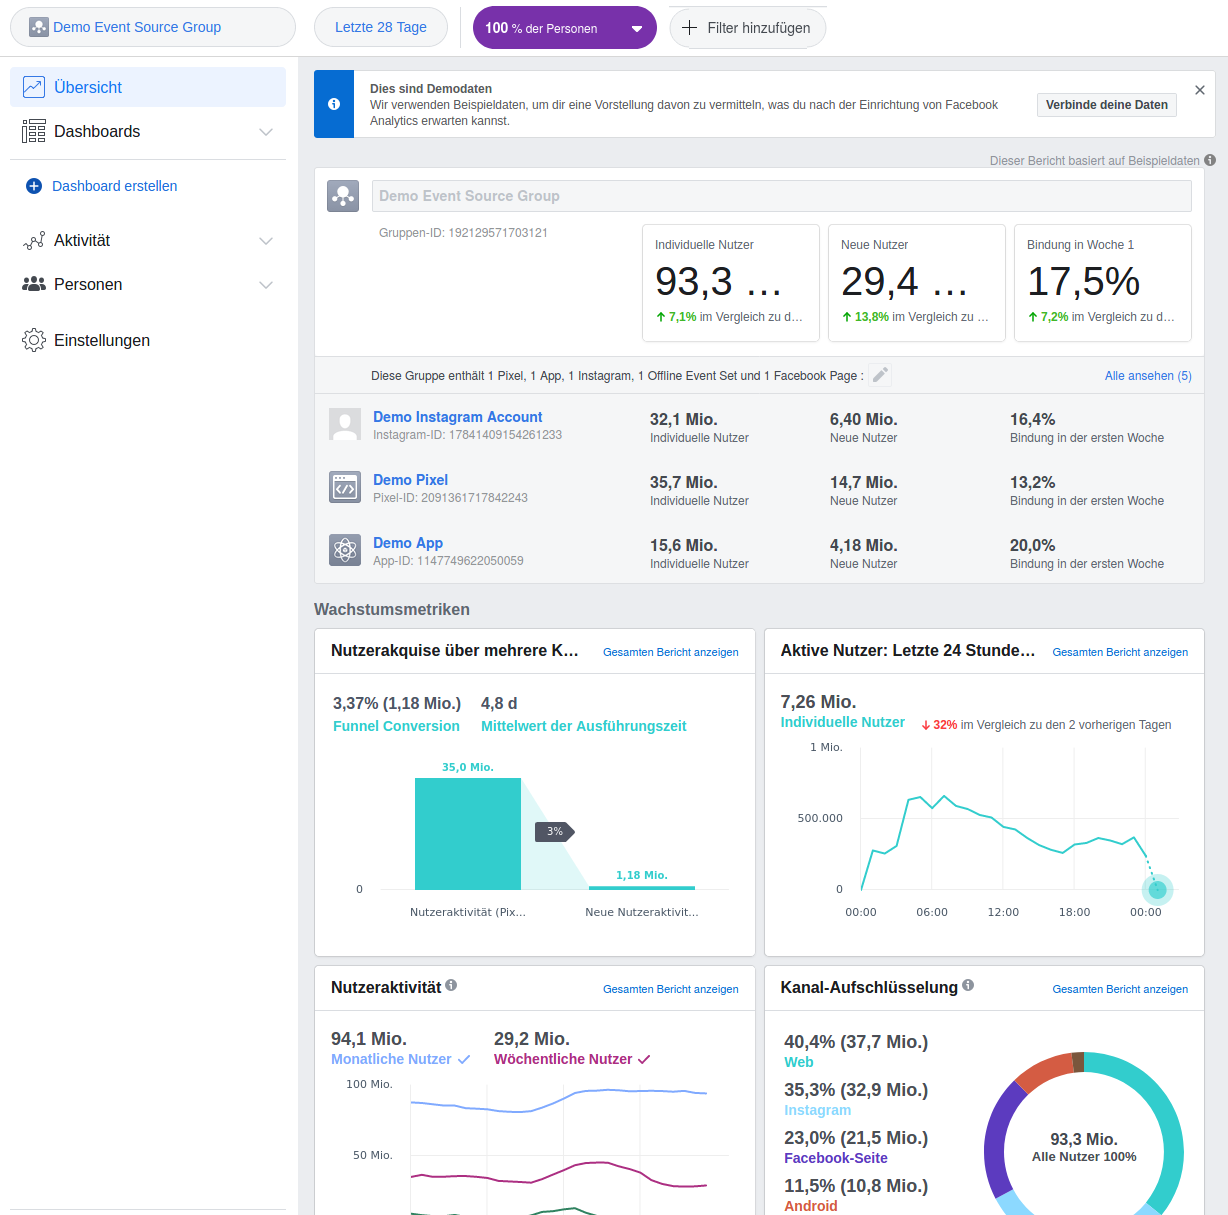 Demo Event Source Group
Letzte 28 Tage
100 % der Personen
Filter hinzufügen
Übersicht
Dashboards
Dashboard erstellen
Aktivität
Personen
Einstellungen
Dies sind Demodaten
Wir verwenden Beispieldaten, um dir eine Vorstellung davon zu vermitteln, was du nach der Einrichtung von Facebook
Analytics erwarten kannst.
Verbinde deine Daten
Dieser Bericht basiert auf Beispieldaten
Demo Event Source Group
Gruppen-ID: 192129571703121
Individuelle Nutzer
93,3 ...
7,1% im Vergleich zu d...
Neue Nutzer
29,4 ...
13,8% im Vergleich zu ...
Bindung in Woche 1
17,5%
7,2% im Vergleich zu d...
Diese Gruppe enthält 1 Pixel, 1 App, 1 Instagram, 1 Offline Event Set und 1 Facebook Page :
Alle ansehen (5)
Demo Instagram Account
Instagram-ID: 17841409154261233
32,1 Mio.
Individuelle Nutzer
6,40 Mio.
Neue Nutzer
16,4%
Bindung in der ersten Woche
Demo Pixel
Pixel-ID: 2091361717842243
35,7 Mio.
Individuelle Nutzer
14,7 Mio.
Neue Nutzer
13,2%
Bindung in der ersten Woche
Demo App
App-ID: 1147749622050059
15,6 Mio.
Individuelle Nutzer
4,18 Mio.
Neue Nutzer
20,0%
Bindung in der ersten Woche
Wachstumsmetriken
Nutzerakquise über mehrere K...
Gesamten Bericht anzeigen
3,37% (1,18 Mio.)
Funnel Conversion
4,8 d
Mittelwert der Ausführungszeit
35,0 Mio.
3%
1,18 Mio.
0
Nutzeraktivität (Pix...
Neue Nutzeraktivit...
Aktive Nutzer: Letzte 24 Stunde...
Gesamten Bericht anzeigen
7,26 Mio.
Individuelle Nutzer
32% im Vergleich zu den 2 vorherigen Tagen
1 Mio.
500.000
0
00:00
06:00
12:00
18:00
00:00
Nutzeraktivität
Gesamten Bericht anzeigen
94,1 Mio.
Monatliche Nutzer
29,2 Mio.
Wöchentliche Nutzer
100 Mio.
50 Mio.
Kanal-Aufschlüsselung
Gesamten Bericht anzeigen
40,4% (37,7 Mio.)
Web
35,3% (32,9 Mio.)
Instagram
23,0% (21,5 Mio.)
Facebook-Seite
11,5% (10,8 Mio.)
Android
93,3 Mio.
Alle Nutzer 100%